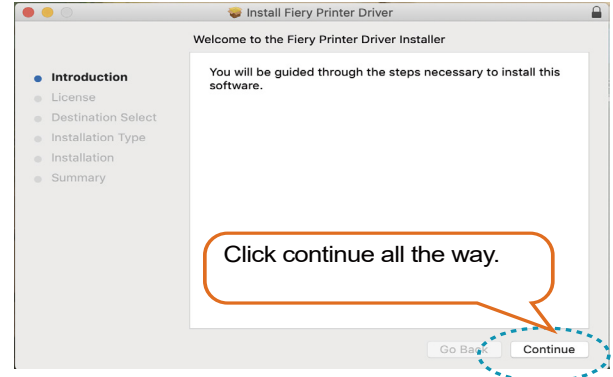 Install Fiery Printer Driver
Welcome to the Fiery Printer Driver Installer
Introduction
License
Destination Select
Installation Type
Installation
Summary
You will be guided through the steps necessary to install this
software.
Click continue all the way.
Go Back
Continue